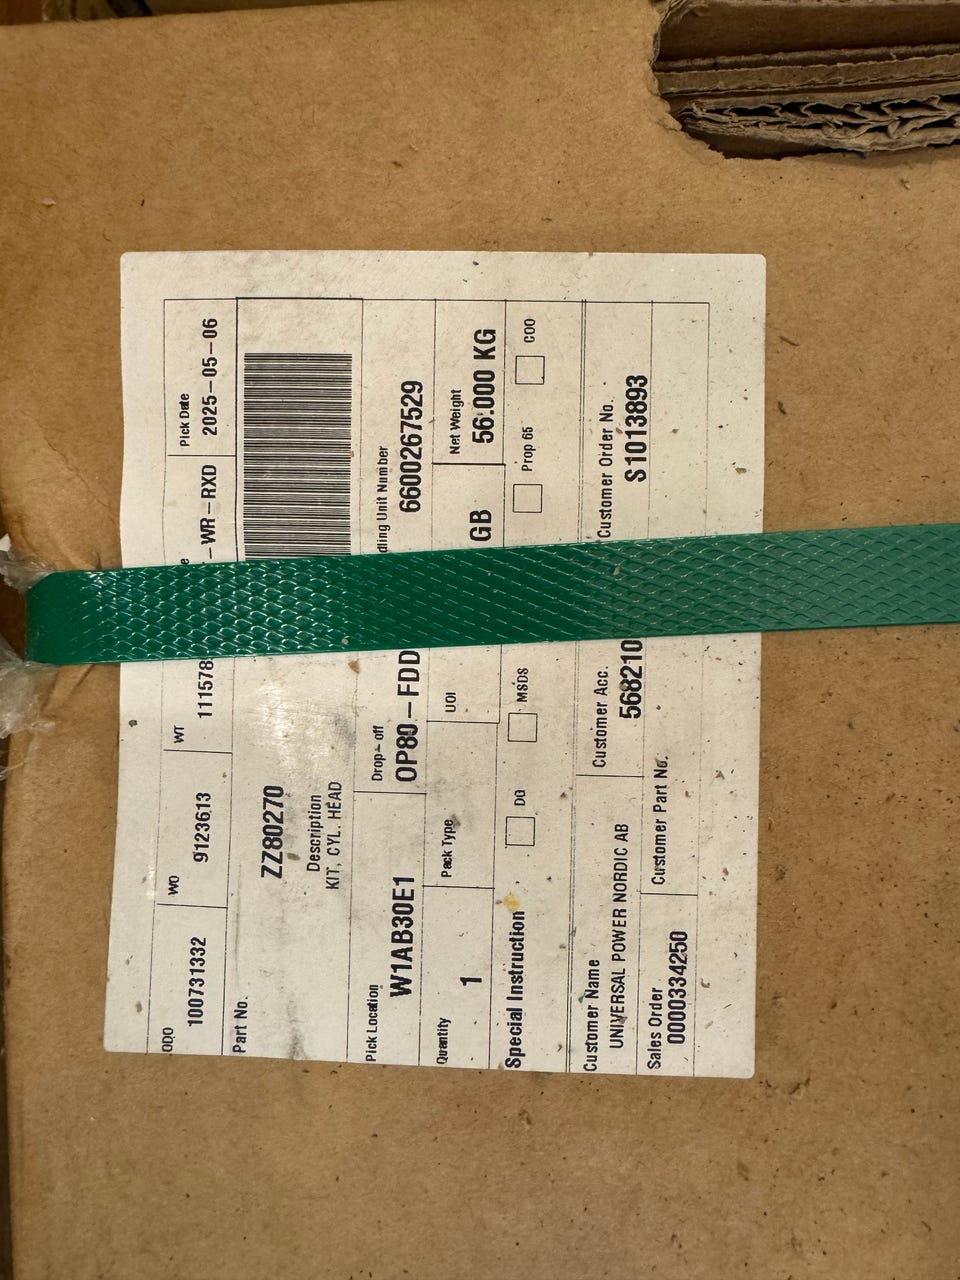 ODO WO WT Pick Date
100731332 9123613 111578 - WR - RXD 2025 - 05 - 06
Part No.
ZZ80270
Description
KIT, CYL. HEAD
Pick Location Drop - off dling Unit Number
W1AB30E1 OP80 - FDD 6600267529
Quantity Pack Type UOI Net Weight
1 GB 56.000 KG
Special Instruction DG MSDS Prop 65 COO
Customer Name Customer Acc. Customer Order No.
UNIVERSAL POWER NORDIC AB 568210 S1013893
Sales Order Customer Part No.
0000334250